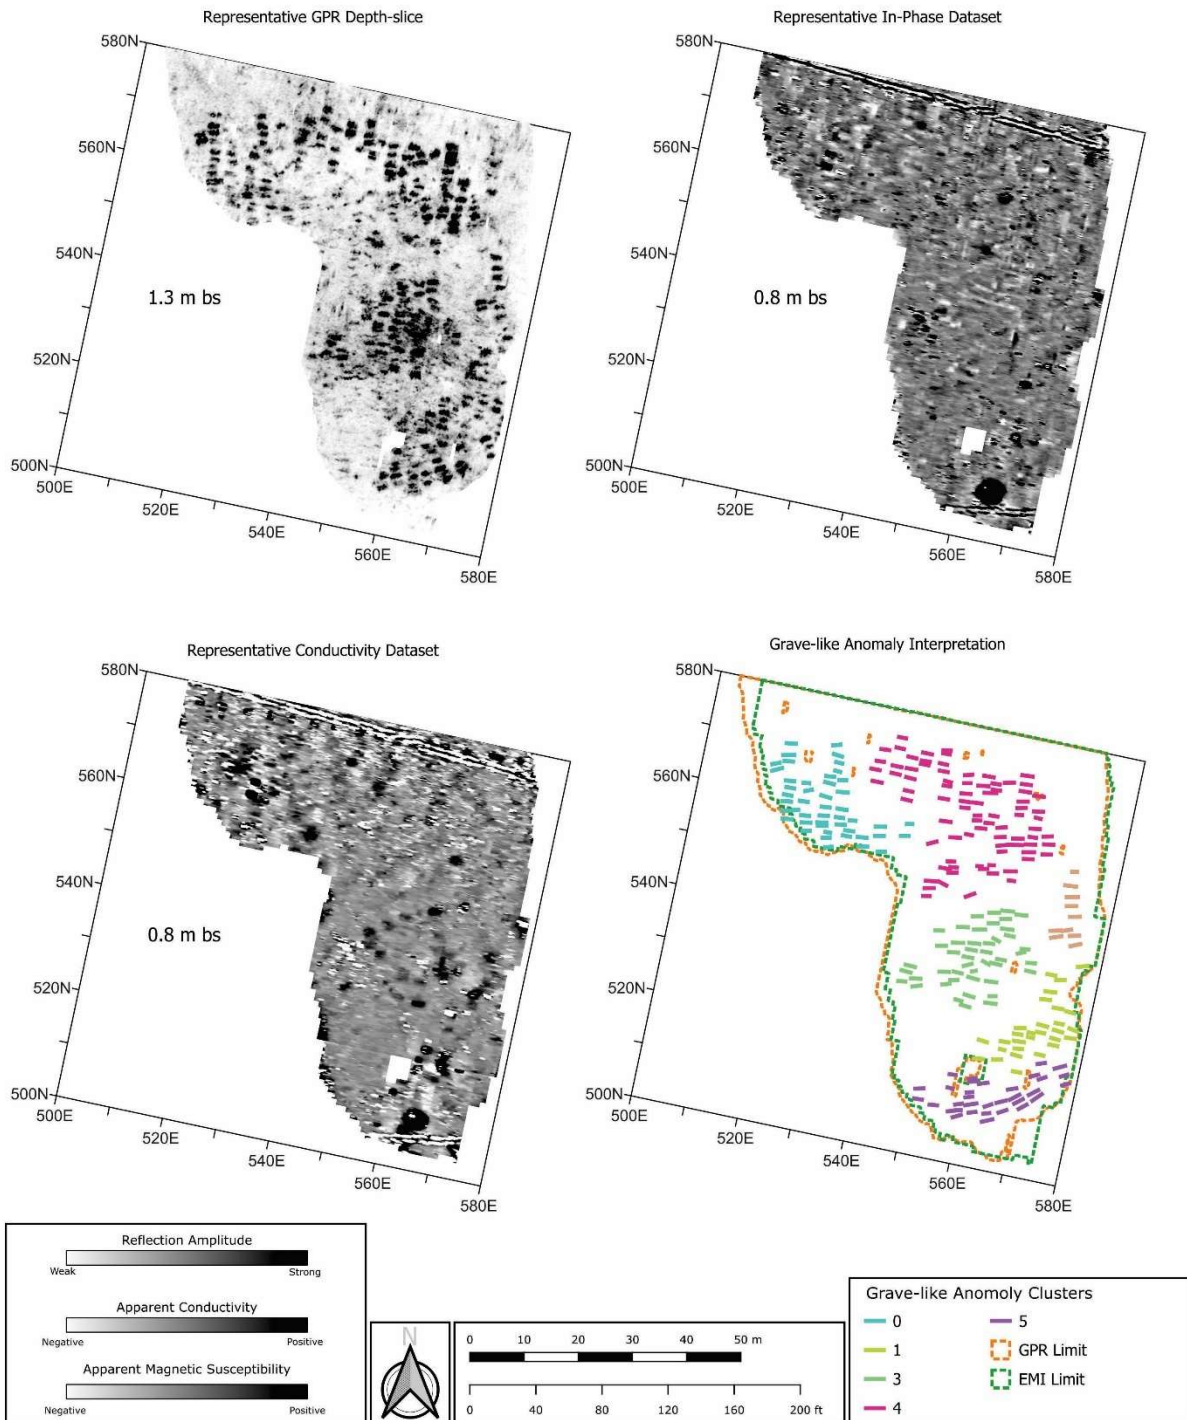 Representative GPR Depth-slice
580N
560N
540N
520N
500N
500E
520E
540E
560E
580E
1.3 m bs
Representative In-Phase Dataset
580N
560N
540N
520N
500N
500E
520E
540E
560E
580E
0.8 m bs
Representative Conductivity Dataset
580N
560N
540N
520N
500N
500E
520E
540E
560E
580E
0.8 m bs
Grave-like Anomaly Interpretation
580N
560N
540N
520N
500N
500E
520E
540E
560E
580E
Reflection Amplitude
Weak Strong
Apparent Conductivity
Negative Positive
Apparent Magnetic Susceptibility
Negative Positive
N
0 10 20 30 40 50 m
0 40 80 120 160 200 ft
Grave-like Anomoly Clusters
0
1
3
4
5
GPR Limit
EMI Limit